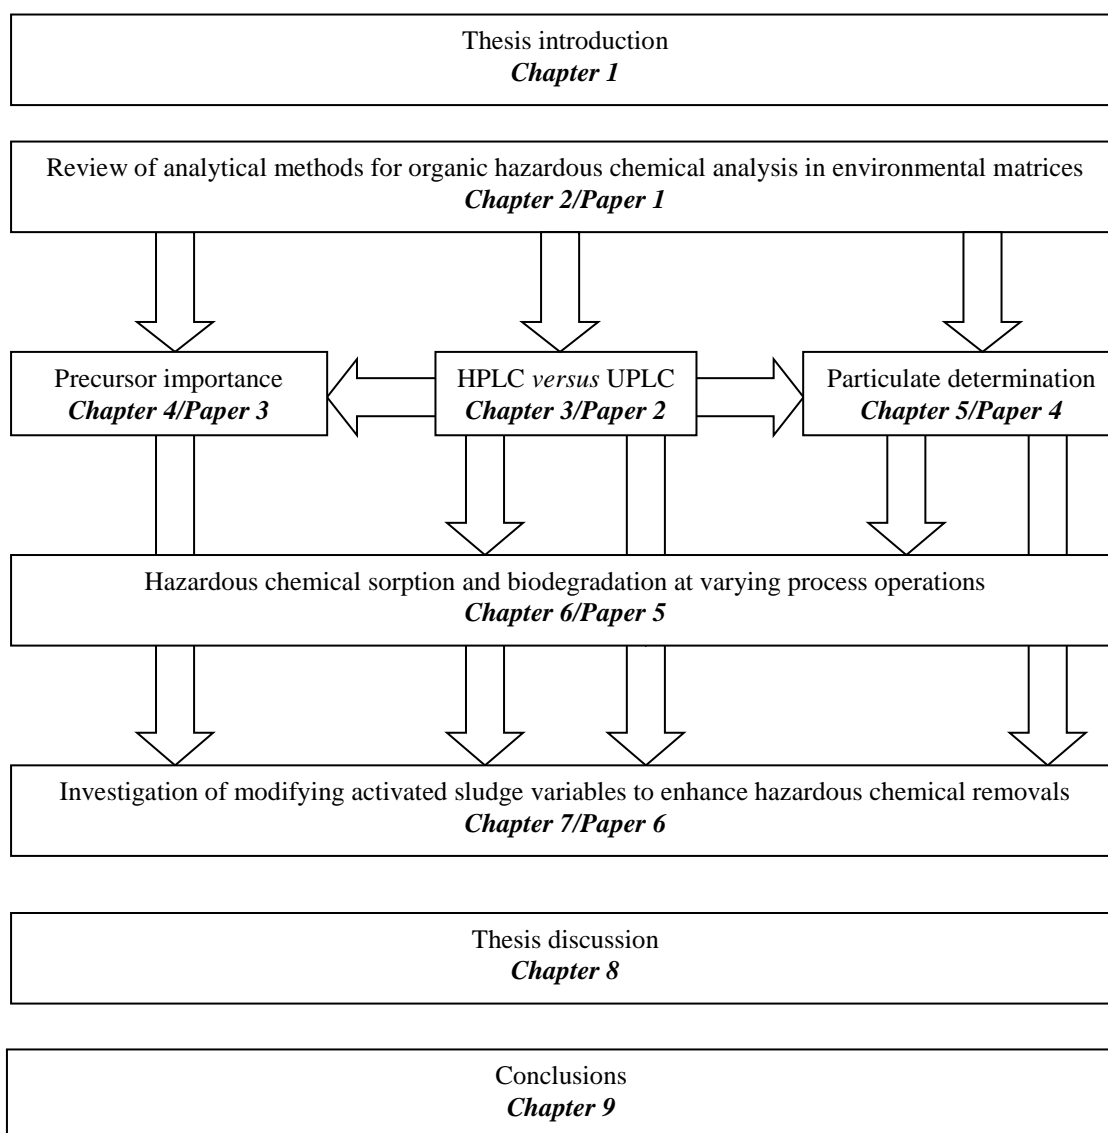 Thesis introduction
Chapter 1
Review of analytical methods for organic hazardous chemical analysis in environmental matrices
Chapter 2/Paper 1
Precursor importance
Chapter 4/Paper 3
HPLC versus UPLC
Chapter 3/Paper 2
Particulate determination
Chapter 5/Paper 4
Hazardous chemical sorption and biodegradation at varying process operations
Chapter 6/Paper 5
Investigation of modifying activated sludge variables to enhance hazardous chemical removals
Chapter 7/Paper 6
Thesis discussion
Chapter 8
Conclusions
Chapter 9